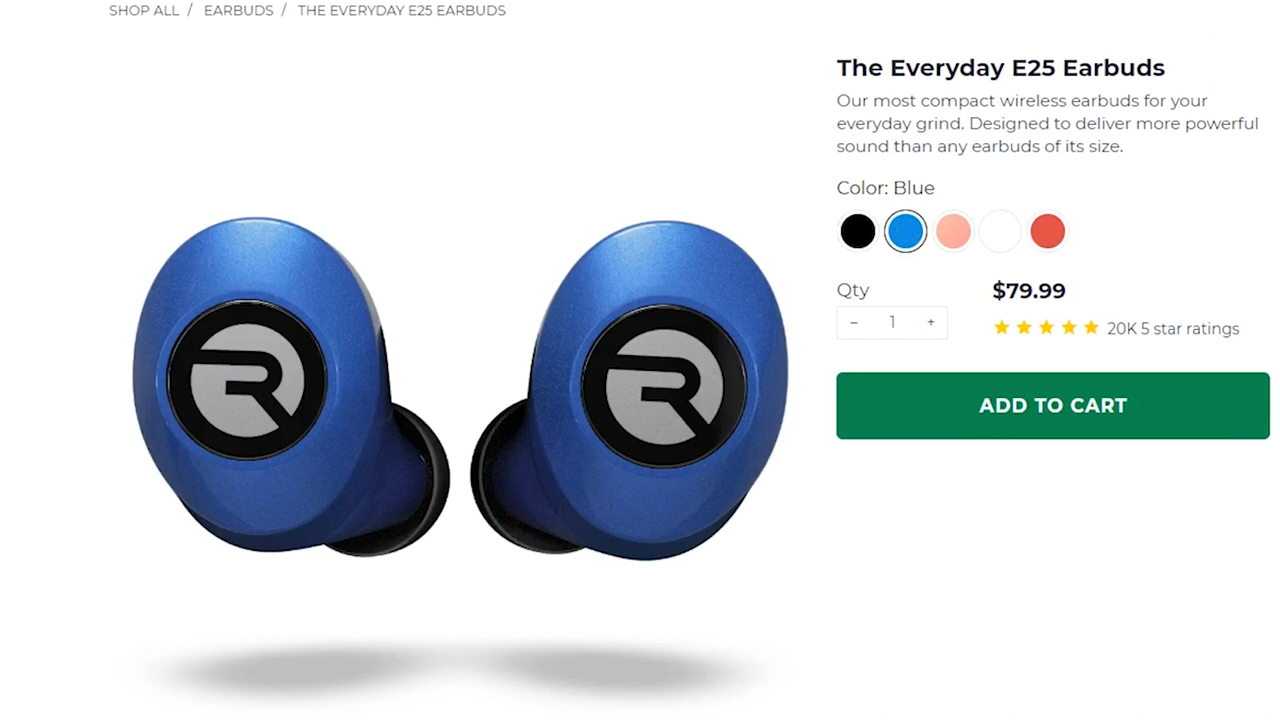 SHOP ALL / EARBUDS / THE EVERYDAY E25 EARBUDS
The Everyday E25 Earbuds
Our most compact wireless earbuds for your
everyday grind. Designed to deliver more powerful
sound than any earbuds of its size.
Color: Blue
Qty
$79.99
− 1 +
20K 5 star ratings
ADD TO CART